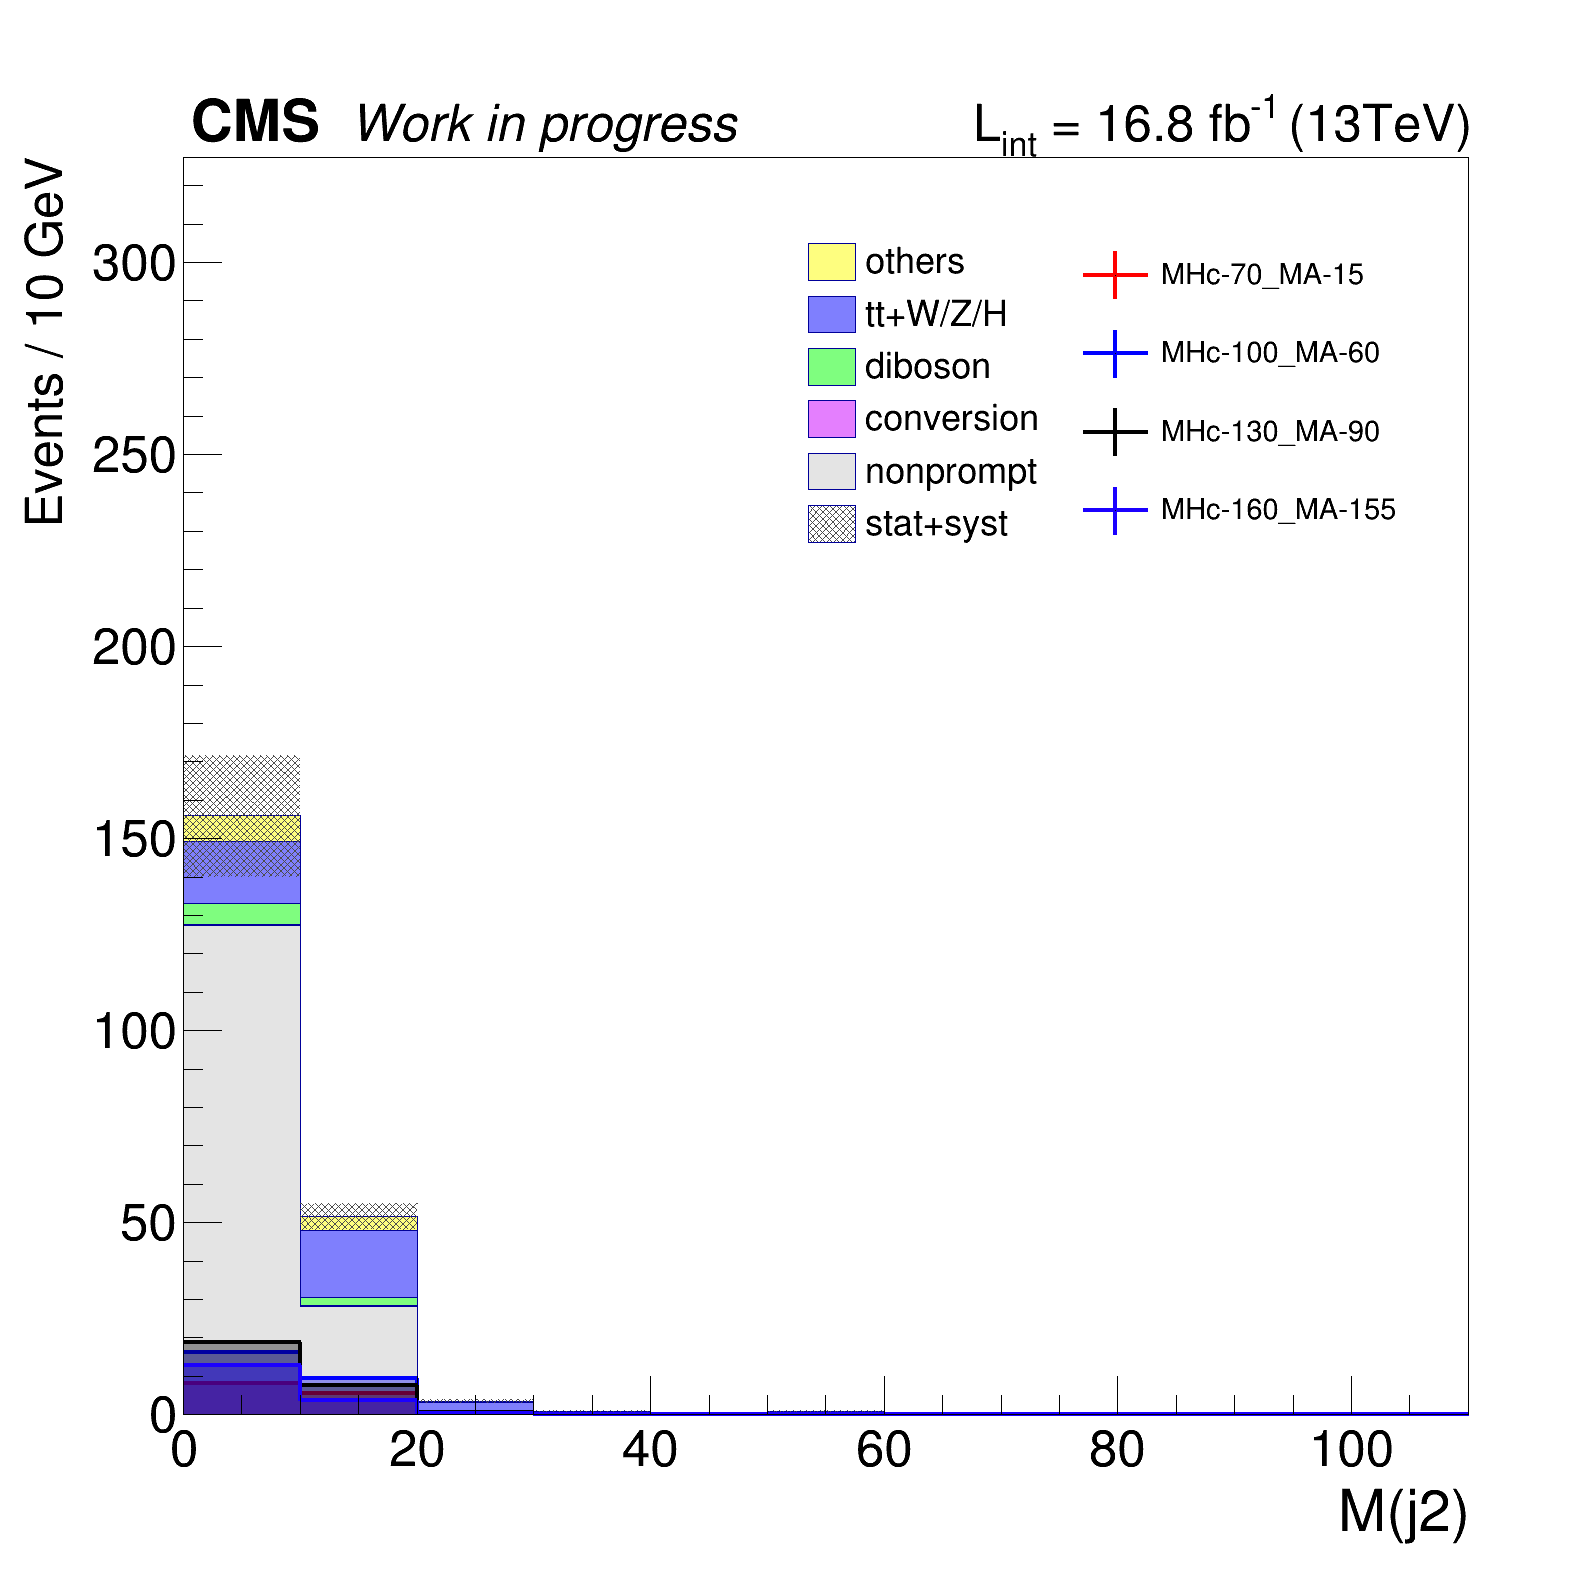 CMS Work in progress
L_int = 16.8 fb^-1 (13TeV)
Events / 10 GeV
300
250
200
150
100
50
0
others
tt+W/Z/H
diboson
conversion
nonprompt
stat+syst
MHc-70_MA-15
MHc-100_MA-60
MHc-130_MA-90
MHc-160_MA-155
0 20 40 60 80 100
M(j2)